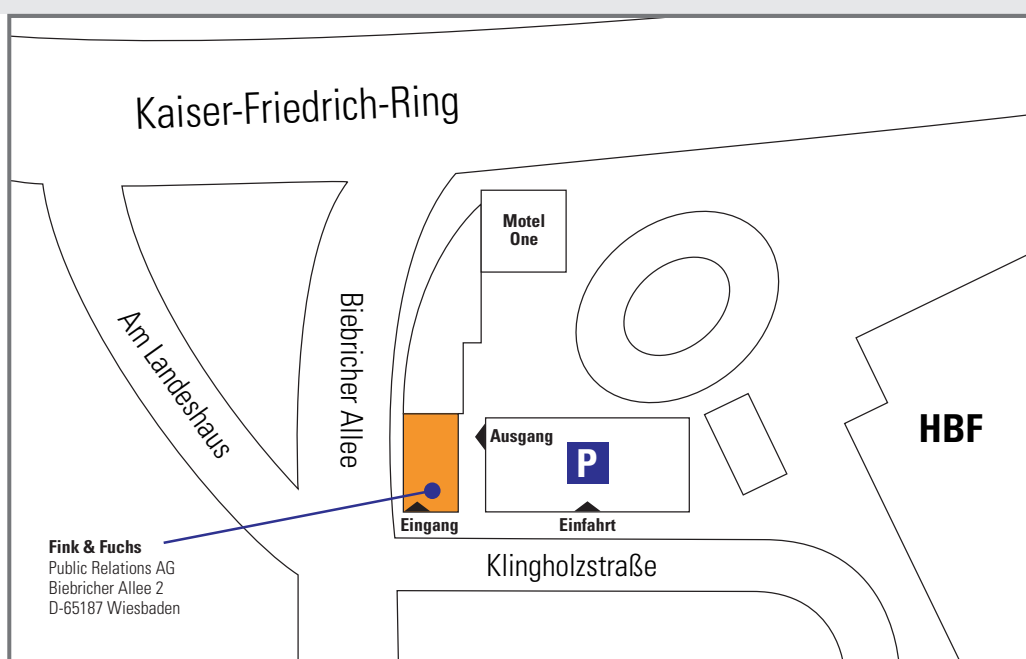 Kaiser-Friedrich-Ring
Motel
One
Am Landeshaus
Biebricher Allee
HBF
Ausgang
P
Eingang
Einfahrt
Klingholzstraße
Fink & Fuchs
Public Relations AG
Biebricher Allee 2
D-65187 Wiesbaden